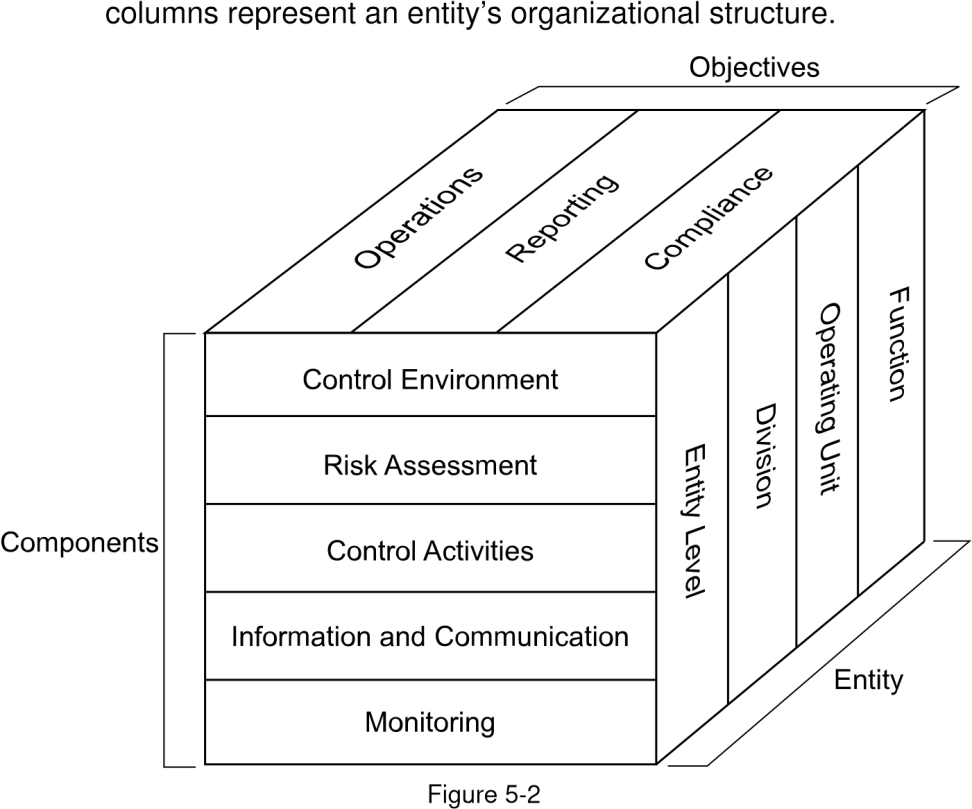 columns represent an entity’s organizational structure.
Objectives
Operations
Reporting
Compliance
Control Environment
Risk Assessment
Control Activities
Information and Communication
Monitoring
Components
Entity Level
Division
Operating Unit
Function
Entity
Figure 5-2